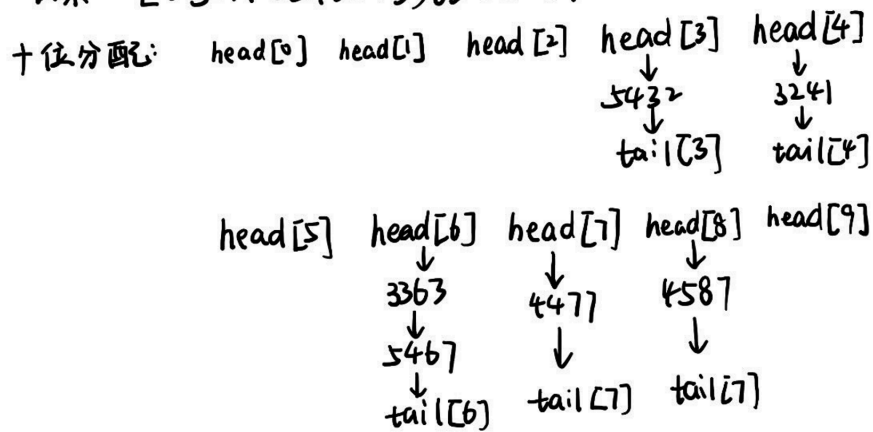 十位分配: head[0] head[1] head[2] head[3] head[4]
↓ ↓
5432 3241
↓ ↓
tail[3] tail[4]
head[5] head[6] head[7] head[8] head[9]
↓ ↓ ↓
3363 4477 4587
↓ ↓ ↓
5467
↓
tail[6] tail[7] tail[7]